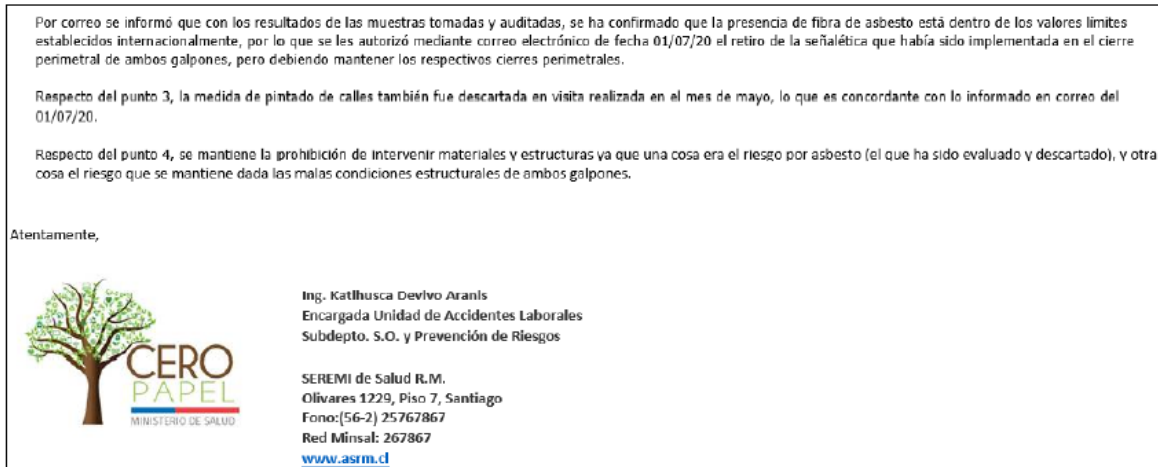 Por correo se informó que con los resultados de las muestras tomadas y auditadas, se ha confirmado que la presencia de fibra de asbesto está dentro de los valores límites
establecidos internacionalmente, por lo que se les autorizó mediante correo electrónico de fecha 01/07/20 el retiro de la señalética que había sido implementada en el cierre
perimetral de ambos galpones, pero debiendo mantener los respectivos cierres perimetrales.
Respecto del punto 3, la medida de pintado de calles también fue descartada en visita realizada en el mes de mayo, lo que es concordante con lo informado en correo del
01/07/20.
Respecto del punto 4, se mantiene la prohibición de intervenir materiales y estructuras ya que una cosa era el riesgo por asbesto (el que ha sido evaluado y descartado), y otra
cosa el riesgo que se mantiene dada las malas condiciones estructurales de ambos galpones.
Atentamente,
CERO
PAPEL
MINISTERIO DE SALUD
Ing. Katihusca Devivo Aranis
Encargada Unidad de Accidentes Laborales
Subdepto. S.O. y Prevención de Riesgos
SEREMI de Salud R.M.
Olivares 1229, Piso 7, Santiago
Fono:(56-2) 25767867
Red Minsal: 267867
www.asrm.cl